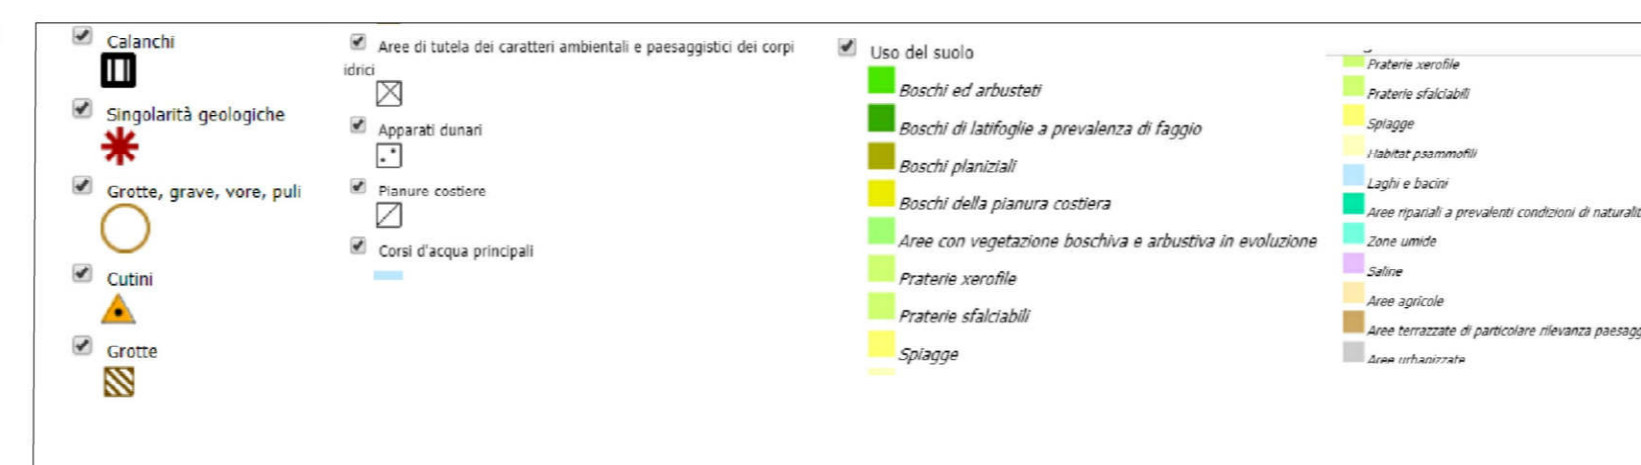 Calanchi
Singolarità geologiche
Grotte, grave, vore, puli
Cutini
Grotte
Aree di tutela dei caratteri ambientali e paesaggistici dei corpi
idrici
Apparati dunari
Pianure costiere
Corsi d'acqua principali
Uso del suolo
Boschi ed arbusteti
Boschi di latifoglie a prevalenza di faggio
Boschi planiziali
Boschi della pianura costiera
Aree con vegetazione boschiva e arbustiva in evoluzione
Praterie xerofile
Praterie sfalciabili
Spiagge
Praterie xerofile
Praterie sfalciabili
Spiagge
Habitat psammofili
Laghi e bacini
Aree ripariali a prevalenti condizioni di
Zone umide
Saline
Aree agricole
Aree terrazzate di particolare rilevanza
Aree urbanizzate